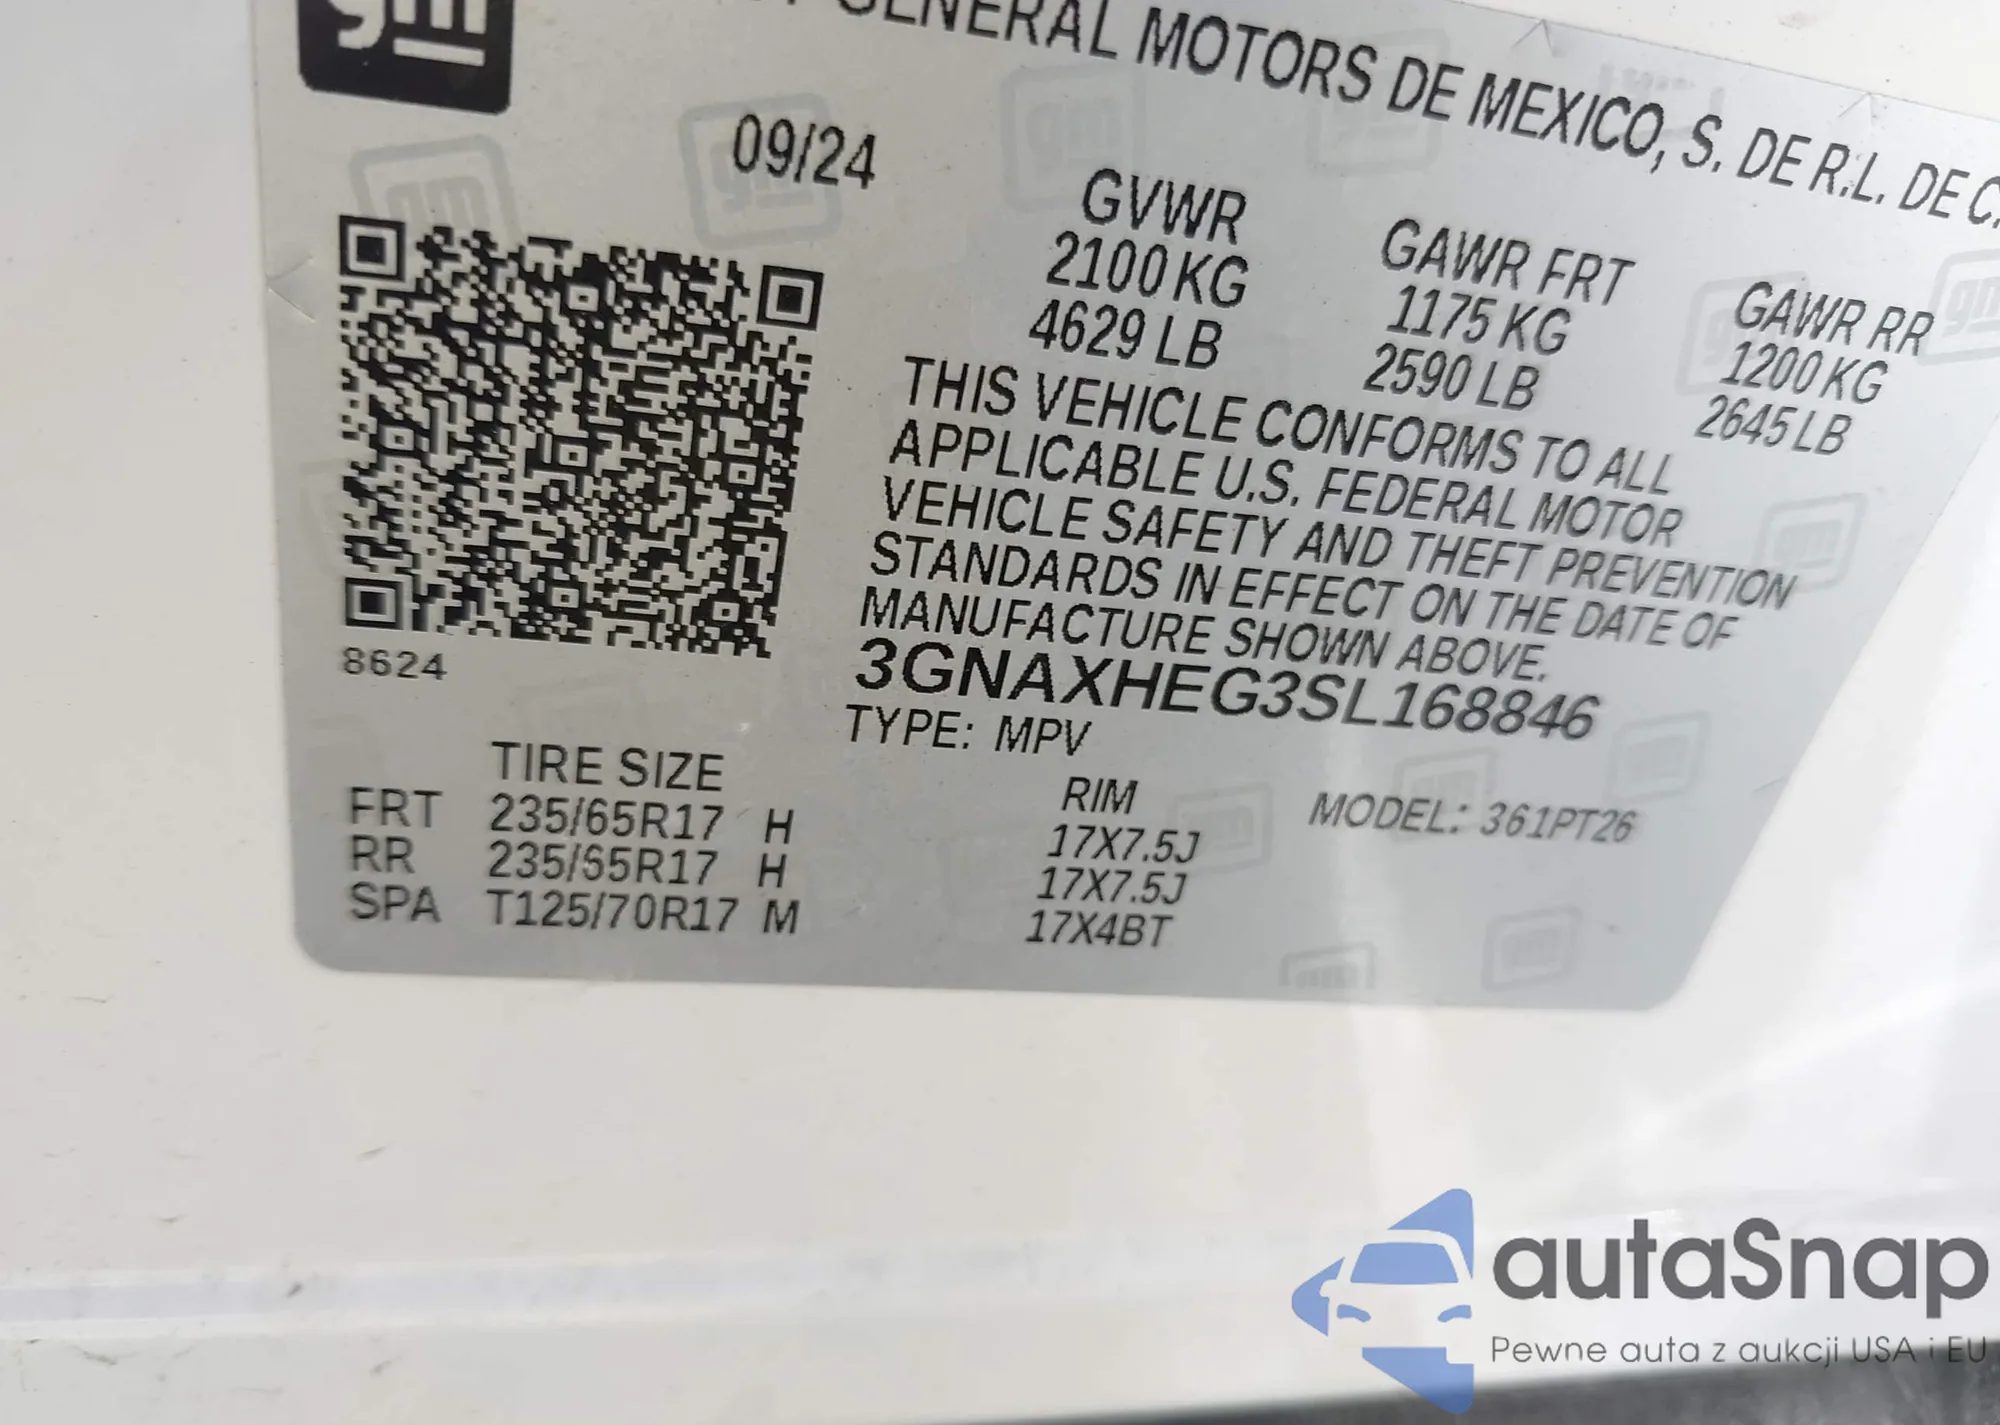 gm
GENERAL MOTORS DE MEXICO, S. DE R.L. DE C.
09/24
GVWR
2100 KG
4629 LB
GAWR FRT
1175 KG
2590 LB
GAWR RR
1200 KG
2645 LB
THIS VEHICLE CONFORMS TO ALL
APPLICABLE U.S. FEDERAL MOTOR
VEHICLE SAFETY AND THEFT PREVENTION
STANDARDS IN EFFECT ON THE DATE OF
MANUFACTURE SHOWN ABOVE.
3GNAXHEG3SL168846
TYPE: MPV
8624
TIRE SIZE
RIM
MODEL: 361PT26
FRT 235/65R17 H 17X7.5J
RR 235/65R17 H 17X7.5J
SPA T125/70R17 M 17X4BT
autaSnap
Pewne auta z aukcji USA i EU